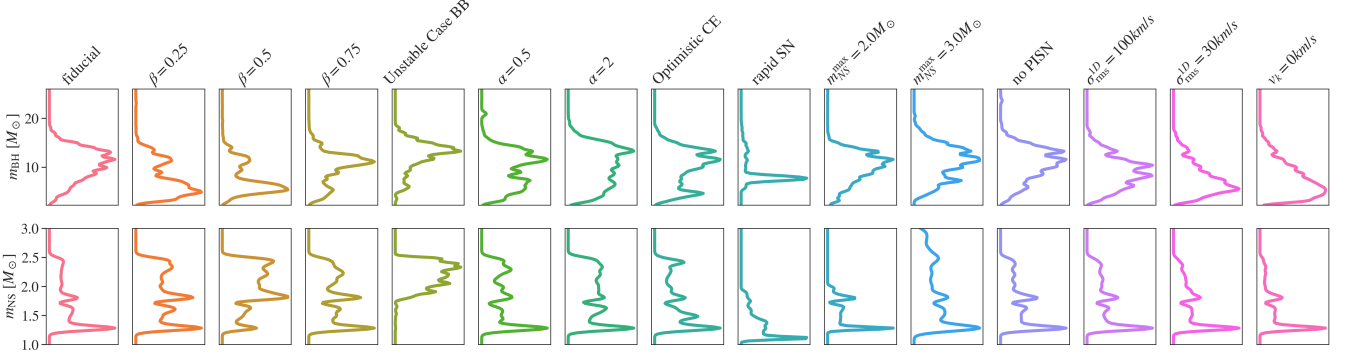 fiducial
β = 0.25
β = 0.5
β = 0.75
Unstable Case BB
α = 0.5
α = 2
Optimistic CE
rapid SN
m_NS^max = 2.0M_⊙
m_NS^max = 3.0M_⊙
no PISN
σ_rms^1D = 100km/s
σ_rms^1D = 30km/s
v_k = 0km/s
m_BH [M_⊙]
20
10
m_NS [M_⊙]
3.0
2.5
2.0
1.5
1.0